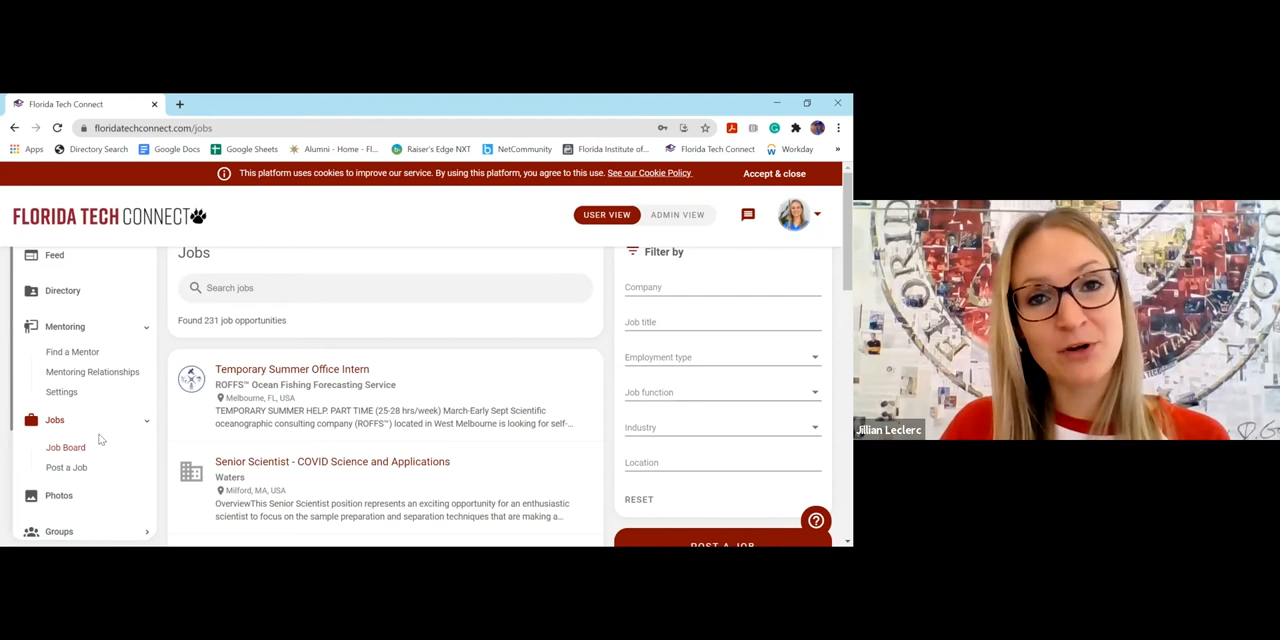 Florida Tech Connect
floridatechconnect.com/jobs
Apps
Directory Search
Google Docs
Google Sheets
Alumni - Home - Fl...
Raiser's Edge NXT
NetCommunity
Florida Institute of...
Florida Tech Connect
Workday
»
This platform uses cookies to improve our service. By using this platform, you agree to this use. See our Cookie Policy
Accept & close
FLORIDA TECH CONNECT
USER VIEW
ADMIN VIEW
Feed
Directory
Mentoring
Find a Mentor
Mentoring Relationships
Settings
Jobs
Job Board
Post a Job
Photos
Groups
Jobs
Search jobs
Found 231 job opportunities
Temporary Summer Office Intern
ROFFS™ Ocean Fishing Forecasting Service
Melbourne, FL, USA
TEMPORARY SUMMER HELP. PART TIME (25-28 hrs/week) March-Early Sept Scientific
oceanographic consulting company (ROFFS™) located in West Melbourne is looking for self-...
Senior Scientist - COVID Science and Applications
Waters
Milford, MA, USA
OverviewThis Senior Scientist position represents an exciting opportunity for an enthusiastic
scientist to focus on the sample preparation and separation techniques that are making a...
Filter by
Company
Job title
Employment type
Job function
Industry
Location
RESET
POST A JOB
Jillian Leclerc